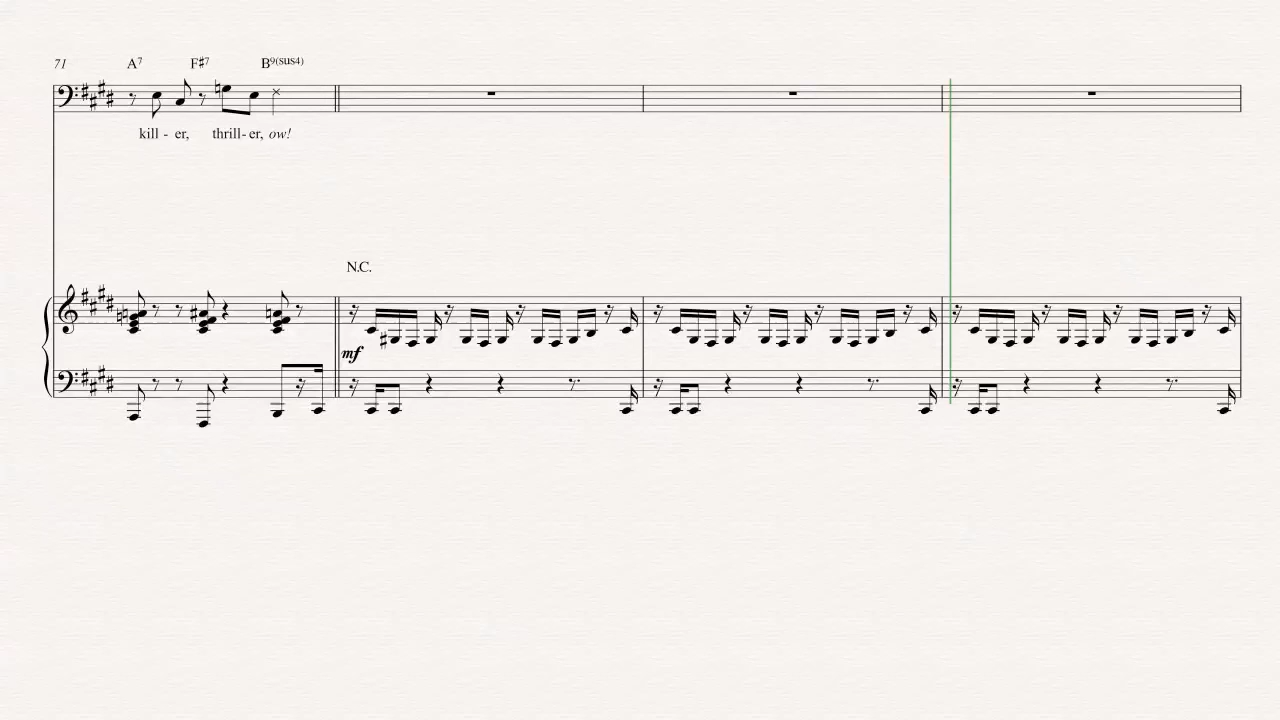 71 A7 F♯7 B9(sus4)
kill - er, thrill - er, ow!
N.C.
mf